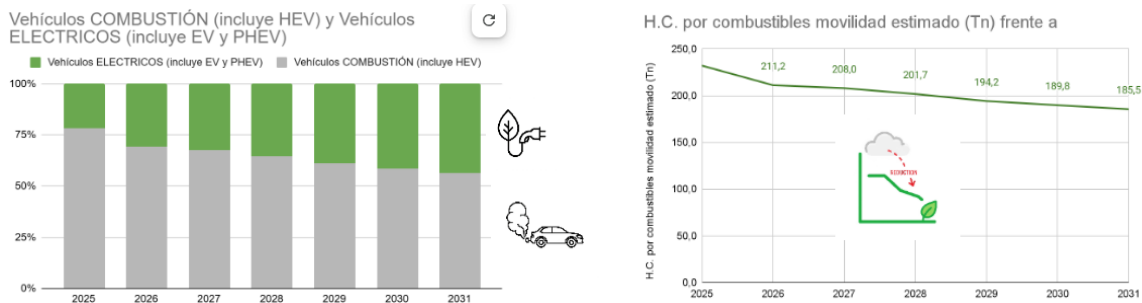 Vehículos COMBUSTIÓN (incluye HEV) y Vehículos
ELECTRICOS (incluye EV y PHEV)
Vehículos ELECTRICOS (incluye EV y PHEV)
Vehículos COMBUSTIÓN (incluye HEV)
100%
75%
50%
25%
0%
2025 2026 2027 2028 2029 2030 2031
H.C. por combustibles movilidad estimado (Tn) frente a
H.C. por combustibles movilidad estimado (Tn)
250,0
200,0
150,0
100,0
50,0
0,0
211,2 208,0 201,7 194,2 189,8 185,5
REDUCTION
2025 2026 2027 2028 2029 2030 2031